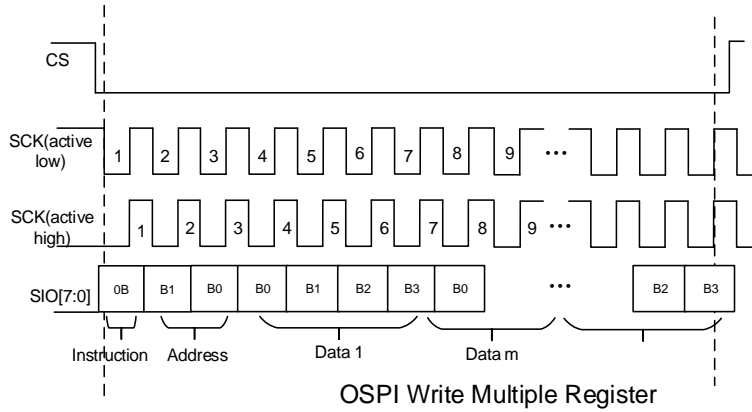 CS
SCK(active low)
1 2 3 4 5 6 7 8 9 •••
SCK(active high)
1 2 3 4 5 6 7 8 9 •••
SIO[7:0]
0B B1 B0 B0 B1 B2 B3 B0 ••• B2 B3
Instruction Address Data 1 Data m
OSPI Write Multiple Register